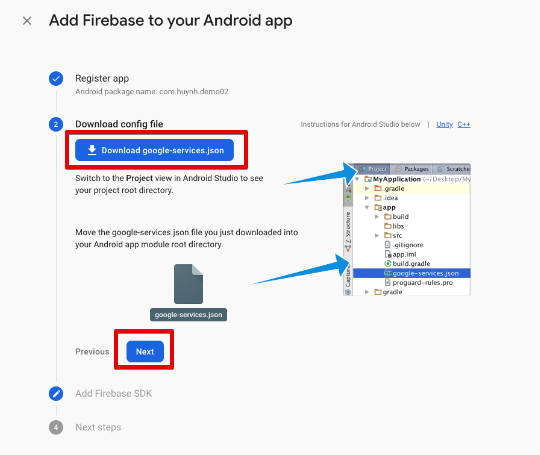 Add Firebase to your Android app
Register app
Android package name: com.huynh.demo02
2 Download config file
Instructions for Android Studio below | Unity C++
Download google-services.json
Switch to the Project view in Android Studio to see
your project root directory.
Move the google-services.json file you just downloaded into
your Android app module root directory.
google-services.json
Project Packages Scratche
MyApplication (~/Desktop/My
.gradle
.idea
app
build
libs
src
.gitignore
app.iml
build.gradle
google-services.json
proguard-rules.pro
gradle
Z: Structure
Captu
Previous Next
Add Firebase SDK
4 Next steps